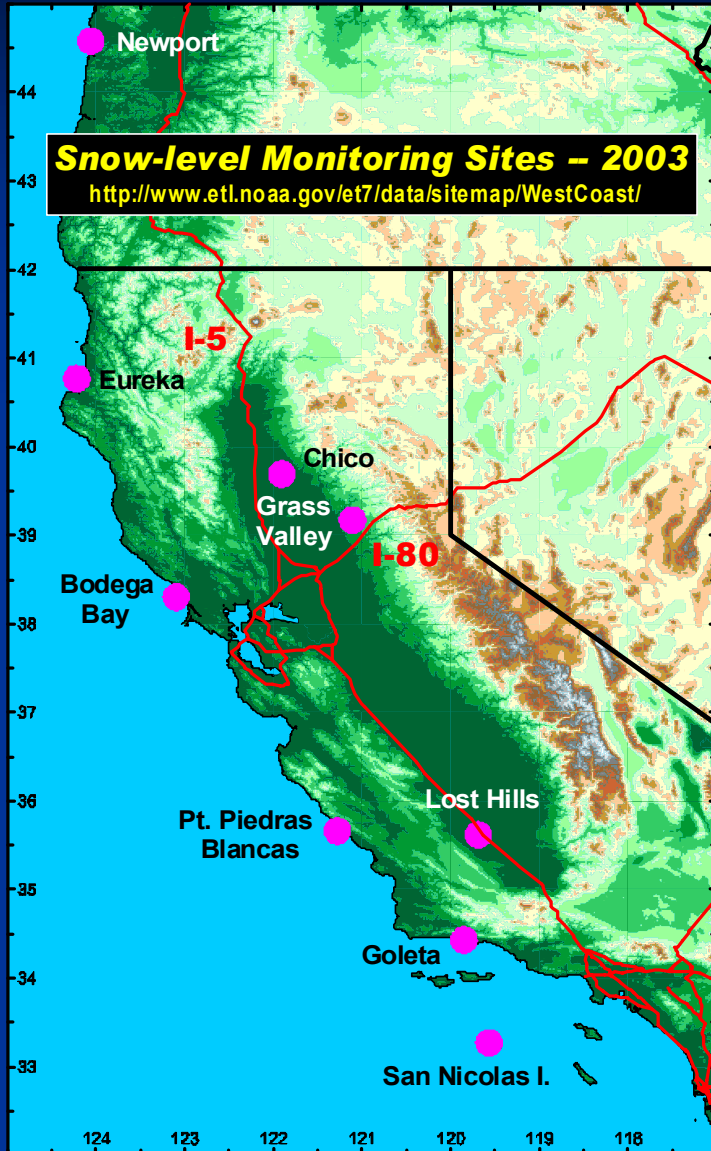 Newport
44
Snow-level Monitoring Sites -- 2003
http://www.etl.noaa.gov/et7/data/sitemap/WestCoast/
43
42
I-5
41
Eureka
40
Chico
Grass
Valley
39
I-80
Bodega
Bay
38
37
36
Lost Hills
Pt. Piedras
Blancas
35
Goleta
34
33
San Nicolas I.
124 123 122 121 120 119 118